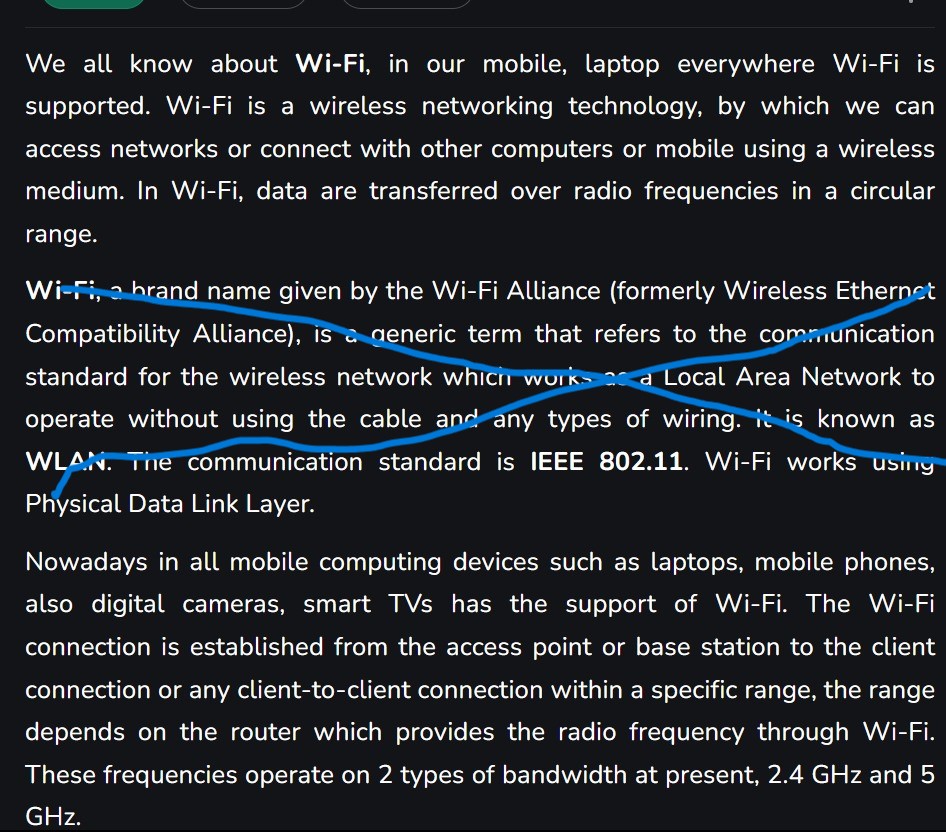 We all know about Wi-Fi, in our mobile, laptop everywhere Wi-Fi is
supported. Wi-Fi is a wireless networking technology, by which we can
access networks or connect with other computers or mobile using a wireless
medium. In Wi-Fi, data are transferred over radio frequencies in a circular
range.
Wi-Fi, a brand name given by the Wi-Fi Alliance (formerly Wireless Ethernet
Compatibility Alliance), is a generic term that refers to the communication
standard for the wireless network which works as a Local Area Network to
operate without using the cable and any types of wiring. It is known as
WLAN. The communication standard is IEEE 802.11. Wi-Fi works using
Physical Data Link Layer.
Nowadays in all mobile computing devices such as laptops, mobile phones,
also digital cameras, smart TVs has the support of Wi-Fi. The Wi-Fi
connection is established from the access point or base station to the client
connection or any client-to-client connection within a specific range, the range
depends on the router which provides the radio frequency through Wi-Fi.
These frequencies operate on 2 types of bandwidth at present, 2.4 GHz and 5
GHz.